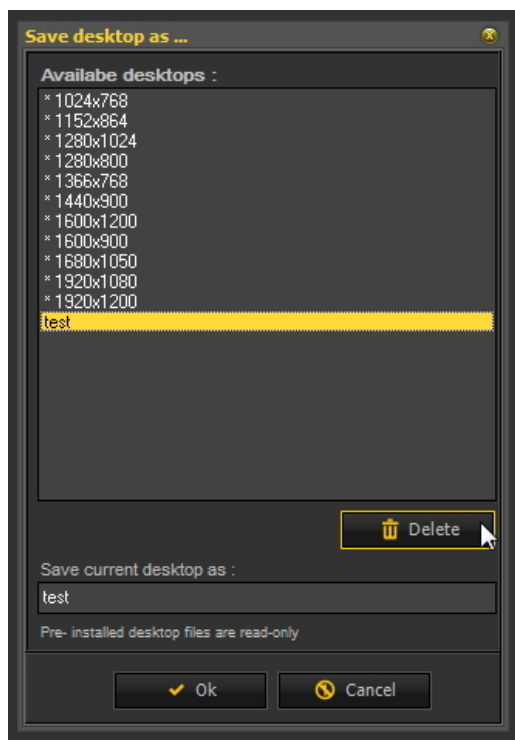 Save desktop as ...
Availabe desktops :
* 1024x768
* 1152x864
* 1280x1024
* 1280x800
* 1366x768
* 1440x900
* 1600x1200
* 1600x900
* 1680x1050
* 1920x1080
* 1920x1200
test
Delete
Save current desktop as :
test
Pre- installed desktop files are read-only
Ok
Cancel